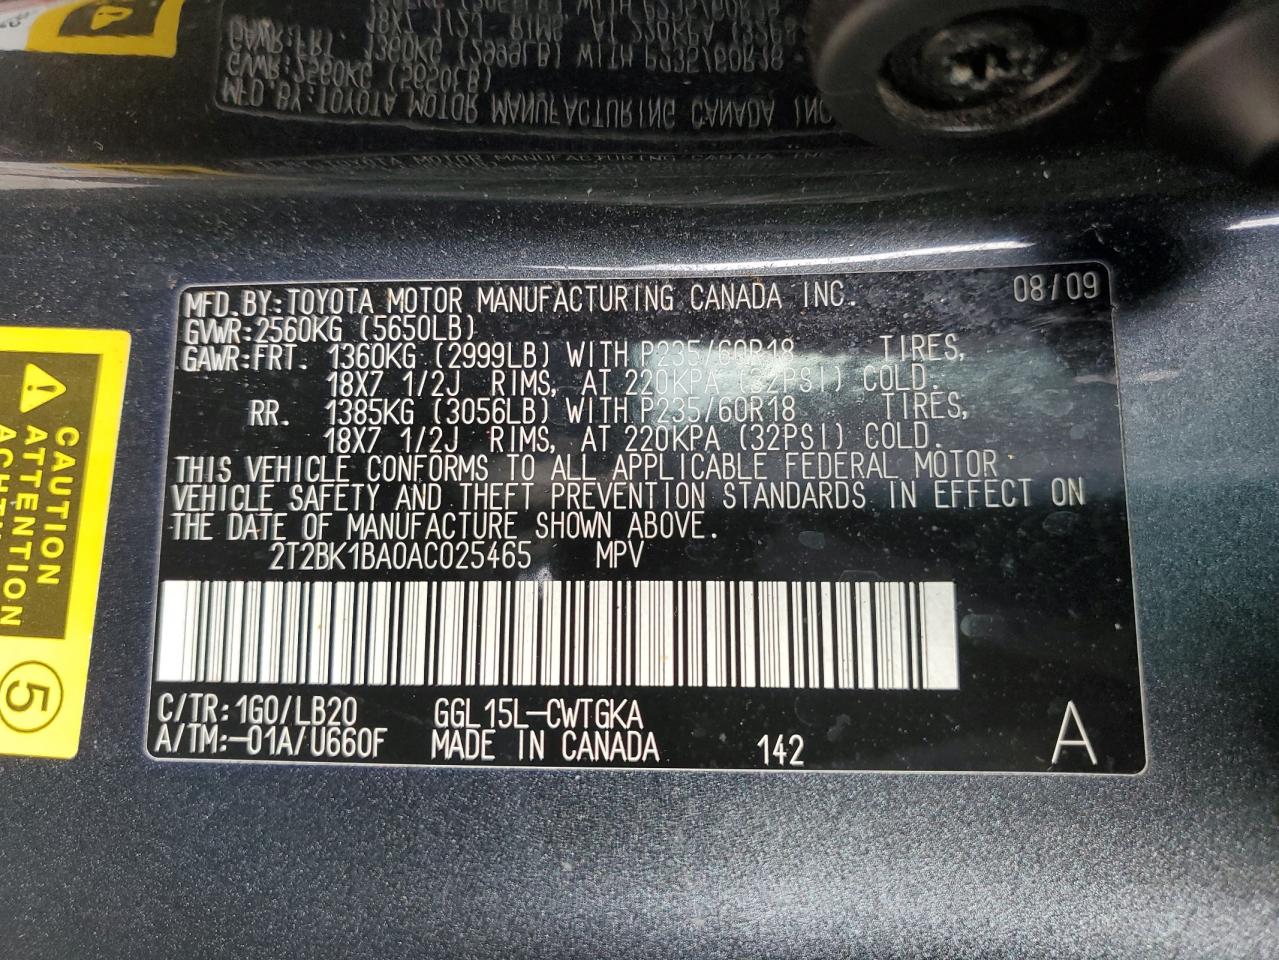 MFD.BY:TOYOTA MOTOR MANUFACTURING CANADA INC. 08/09
GVWR:2560KG (5650LB)
GAWR:FRT. 1360KG (2999LB) WITH P235/60R18 TIRES,
18X7 1/2J RIMS, AT 220KPA (32PSI) COLD.
RR. 1385KG (3056LB) WITH P235/60R18 TIRES,
18X7 1/2J RIMS, AT 220KPA (32PSI) COLD.
THIS VEHICLE CONFORMS TO ALL APPLICABLE FEDERAL MOTOR
VEHICLE SAFETY AND THEFT PREVENTION STANDARDS IN EFFECT ON
THE DATE OF MANUFACTURE SHOWN ABOVE.
2T2BK1BA0AC025465 MPV
C/TR:1G0/LB20 GGL15L-CWTGKA
A/TM:-01A/U660F MADE IN CANADA 142 A
CAUTION
ATTENTION
5